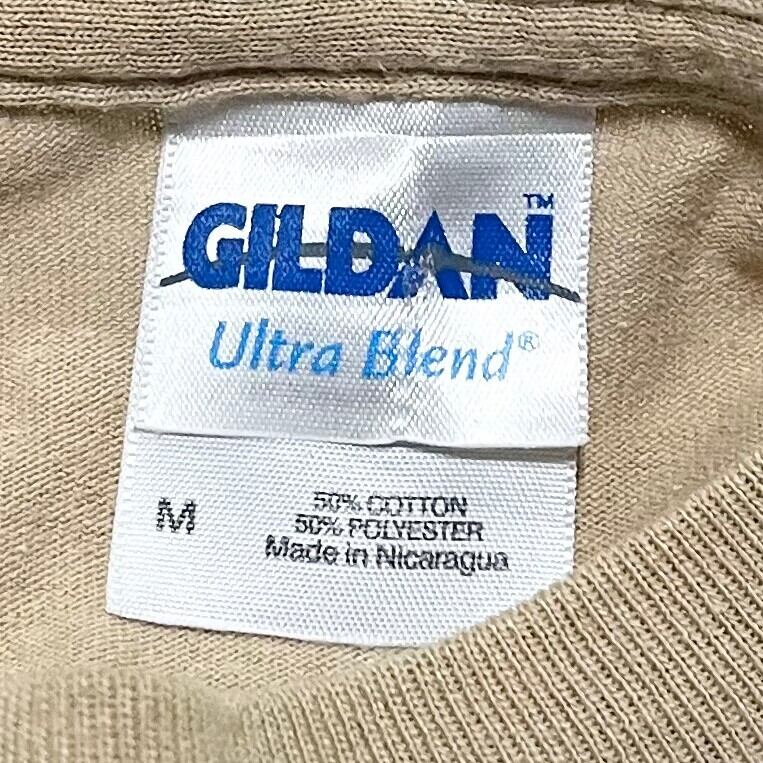 GILDAN™
Ultra Blend®
M
50% COTTON
50% POLYESTER
Made in Nicaragua